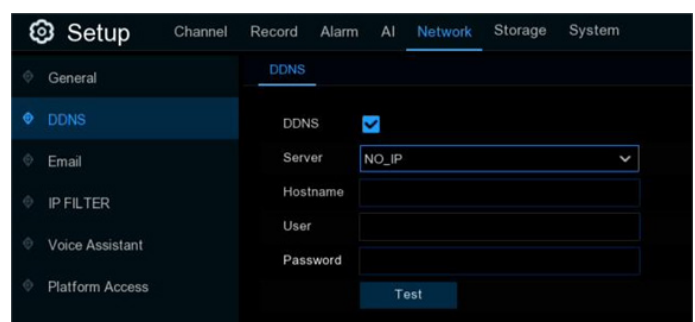 Setup Channel Record Alarm AI Network Storage System
General
DDNS
Email
IP FILTER
Voice Assistant
Platform Access
DDNS
DDNS
Server NO_IP
Hostname
User
Password
Test